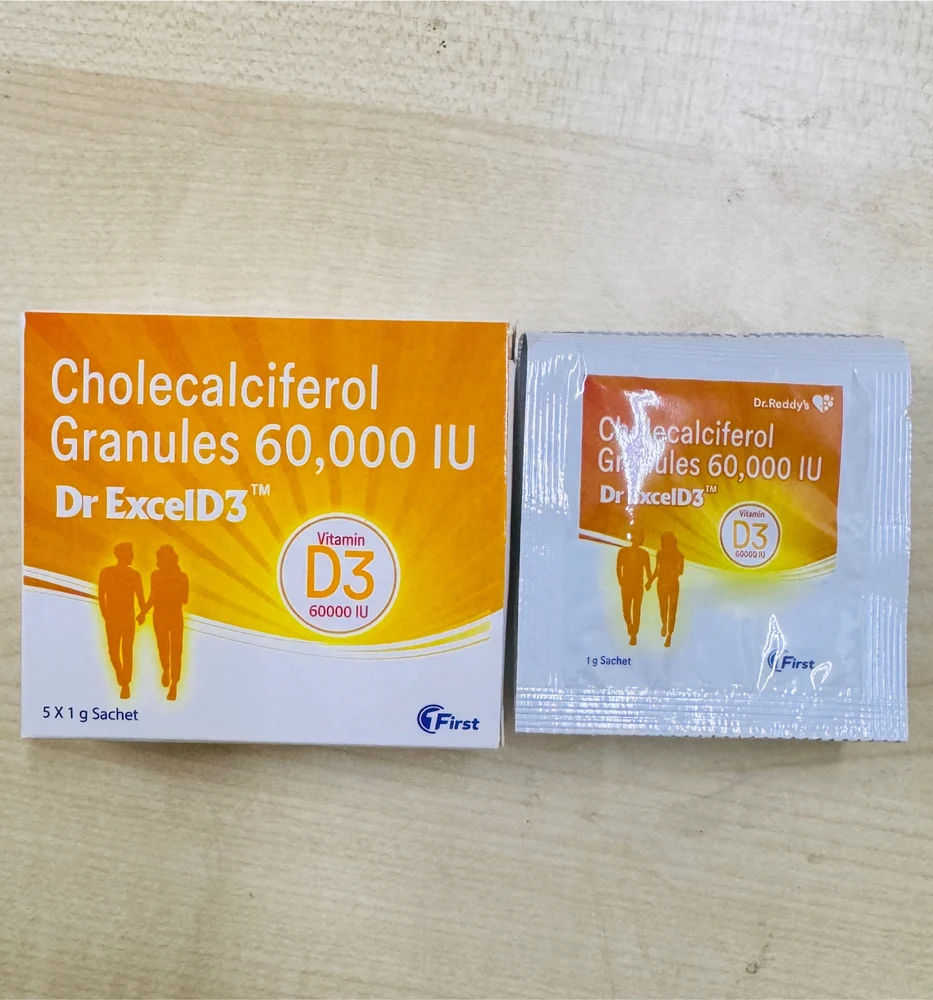 Cholecalciferol
Granules 60,000 IU
Dr ExcelD3™
Vitamin
D3
60000 IU
5 X 1 g Sachet
First
Dr.Reddy's
Cholecalciferol
Granules 60,000 IU
Dr ExcelD3™
Vitamin
D3
60000 IU
1 g Sachet
First